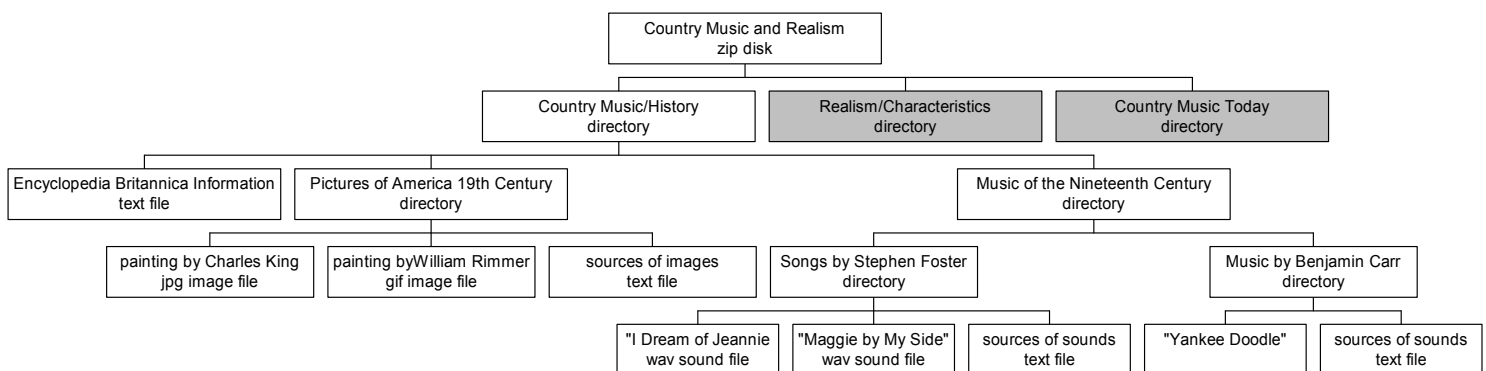 Country Music and Realism
zip disk
Country Music/History
directory
Realism/Characteristics
directory
Country Music Today
directory
Encyclopedia Britannica Information
text file
Pictures of America 19th Century
directory
Music of the Nineteenth Century
directory
painting by Charles King
jpg image file
painting byWilliam Rimmer
gif image file
sources of images
text file
Songs by Stephen Foster
directory
Music by Benjamin Carr
directory
"I Dream of Jeannie
wav sound file
"Maggie by My Side"
wav sound file
sources of sounds
text file
"Yankee Doodle"
sources of sounds
text file